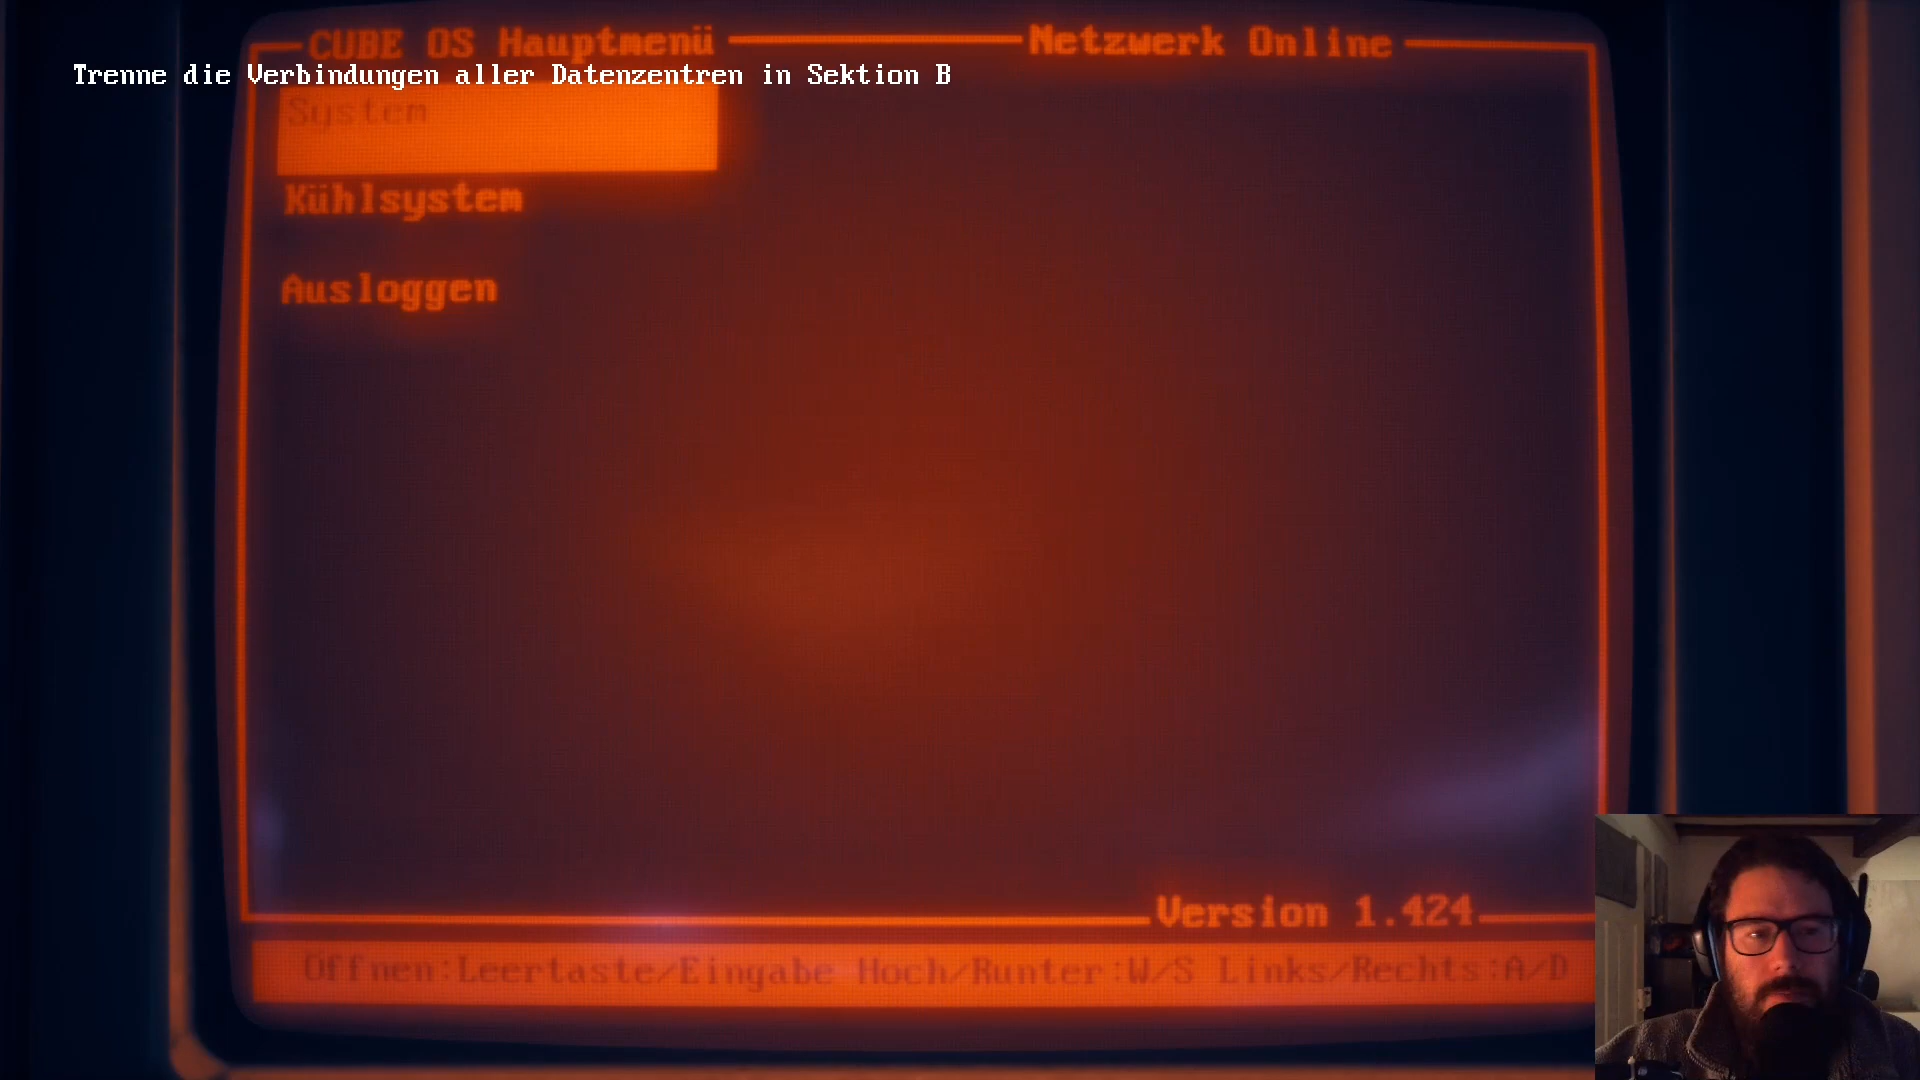 CUBE OS Hauptmenü Netzwerk Online
Trenne die Verbindungen aller Datenzentren in Sektion B
System
Kühlsystem
Ausloggen
Version 1.424
Öffnen:Leertaste/Eingabe Hoch/Runter:W/S Links/Rechts:A/D